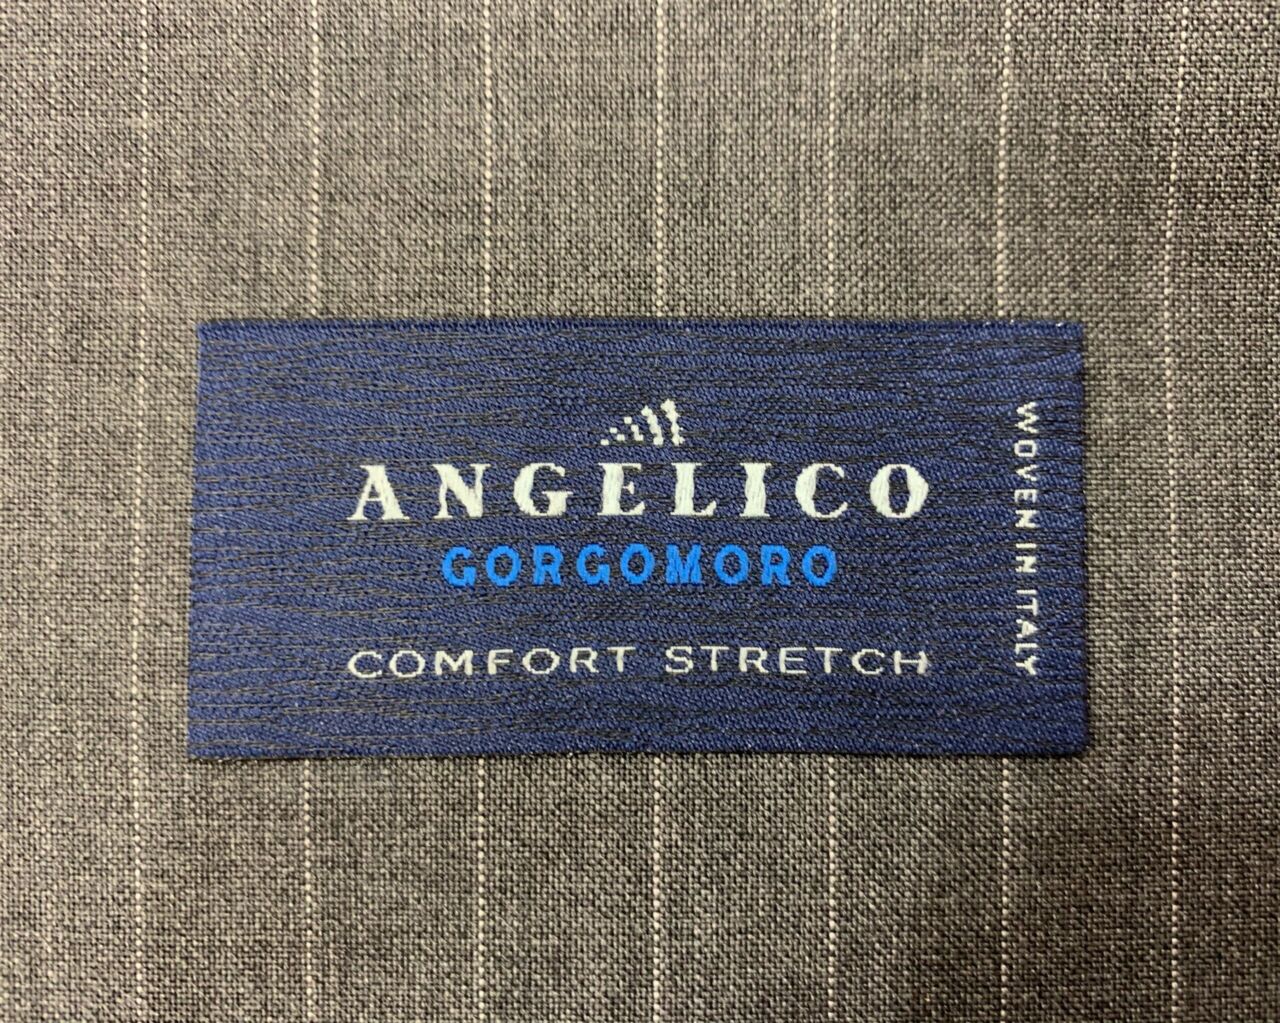 ANGELICO
GORGOMORO
COMFORT STRETCH
WOVEN IN ITALY